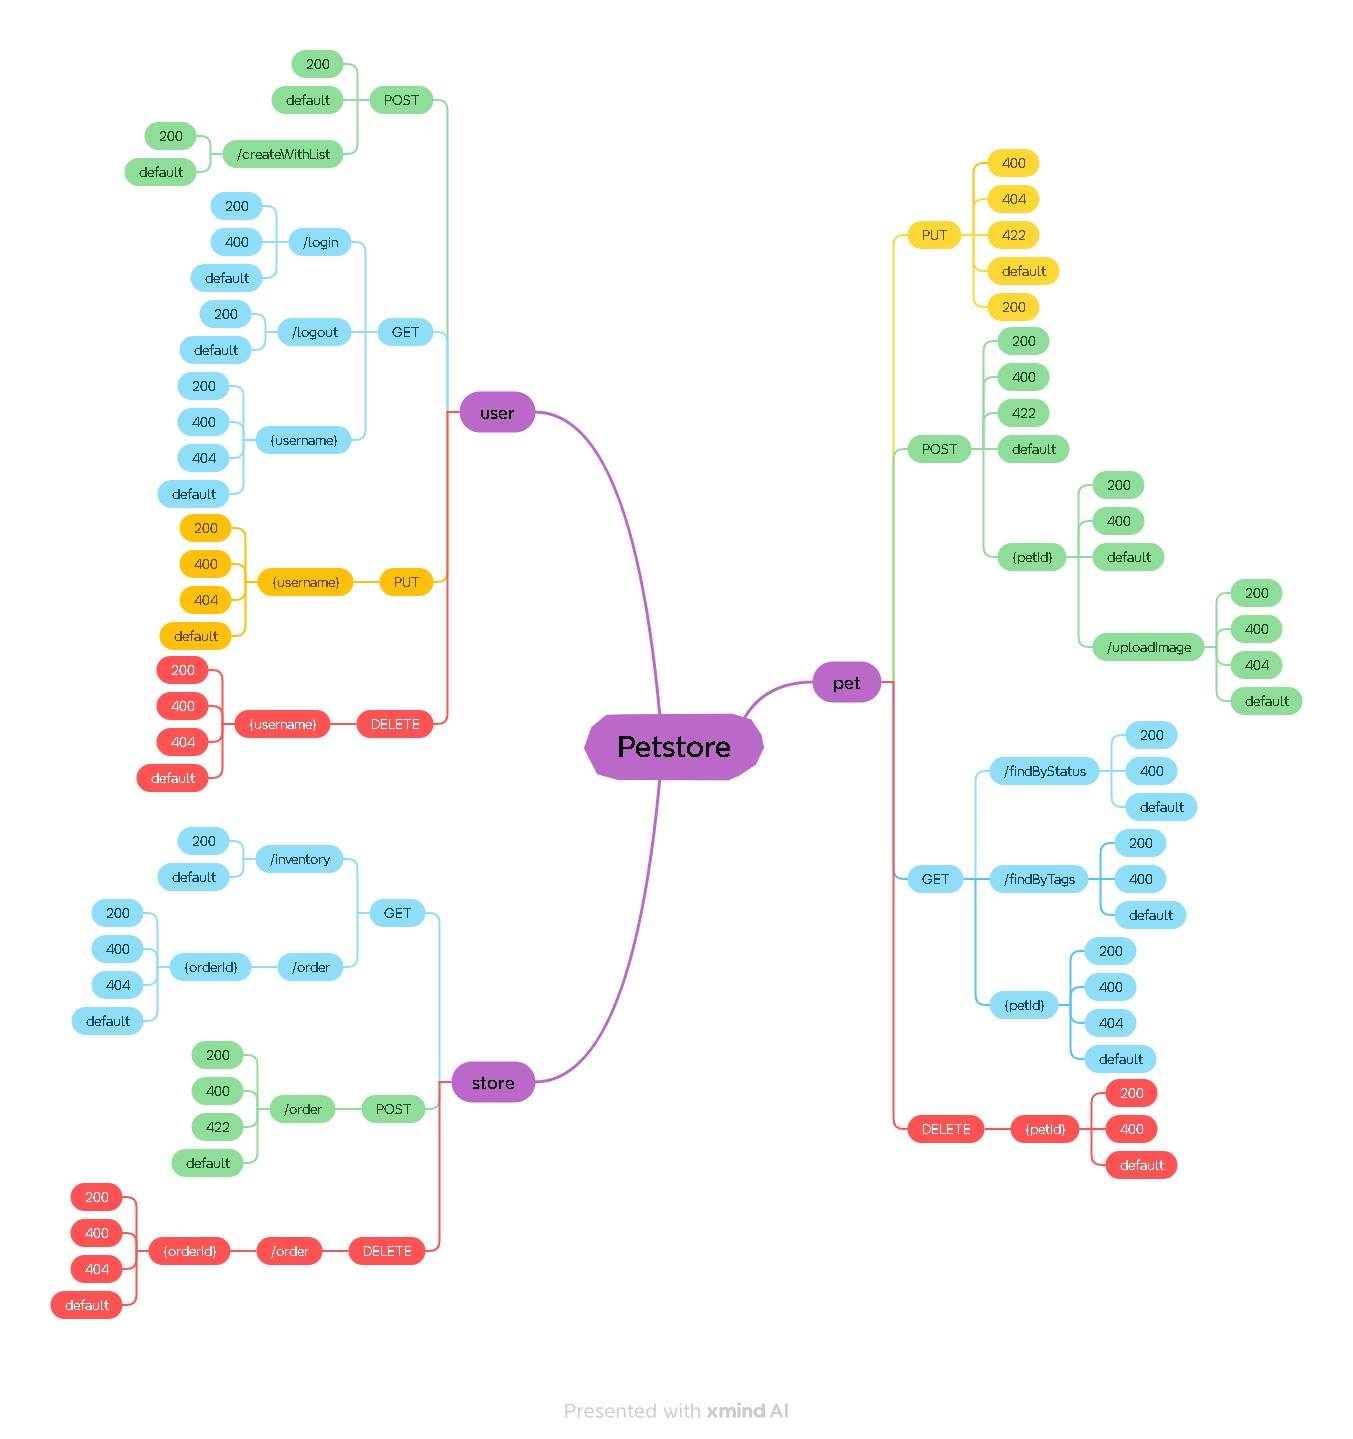 200
default
POST
200
/createWithList
default
200
400
/login
default
200
/logout
GET
default
200
400
{username}
404
default
200
400
{username}
PUT
404
default
200
400
{username}
DELETE
404
default
user
200
/inventory
default
GET
200
400
{orderId}
/order
404
default
200
400
/order
POST
422
default
200
400
{orderId}
/order
DELETE
404
default
store
Petstore
pet
400
404
PUT
422
default
200
200
400
422
POST
default
200
400
{petId}
default
200
400
/uploadImage
404
default
200
/findByStatus
400
default
200
GET
/findByTags
400
default
200
400
{petId}
404
default
200
DELETE
{petId}
400
default
Presented with xmind AI